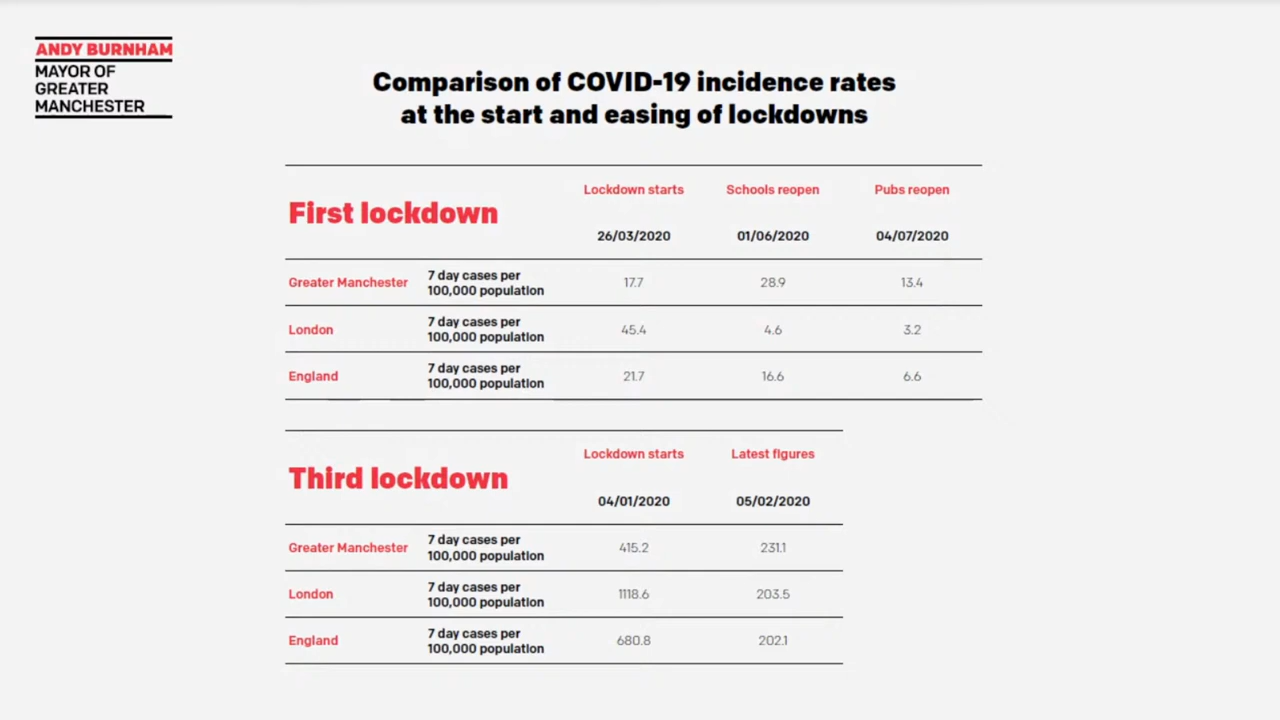 ANDY BURNHAM
MAYOR OF
GREATER
MANCHESTER
Comparison of COVID-19 incidence rates
at the start and easing of lockdowns
First lockdown
Lockdown starts Schools reopen Pubs reopen
26/03/2020 01/06/2020 04/07/2020
Greater Manchester 7 day cases per 100,000 population 17.7 28.9 13.4
London 7 day cases per 100,000 population 45.4 4.6 3.2
England 7 day cases per 100,000 population 21.7 16.6 6.6
Third lockdown
Lockdown starts Latest figures
04/01/2020 05/02/2020
Greater Manchester 7 day cases per 100,000 population 415.2 231.1
London 7 day cases per 100,000 population 1118.6 203.5
England 7 day cases per 100,000 population 680.8 202.1